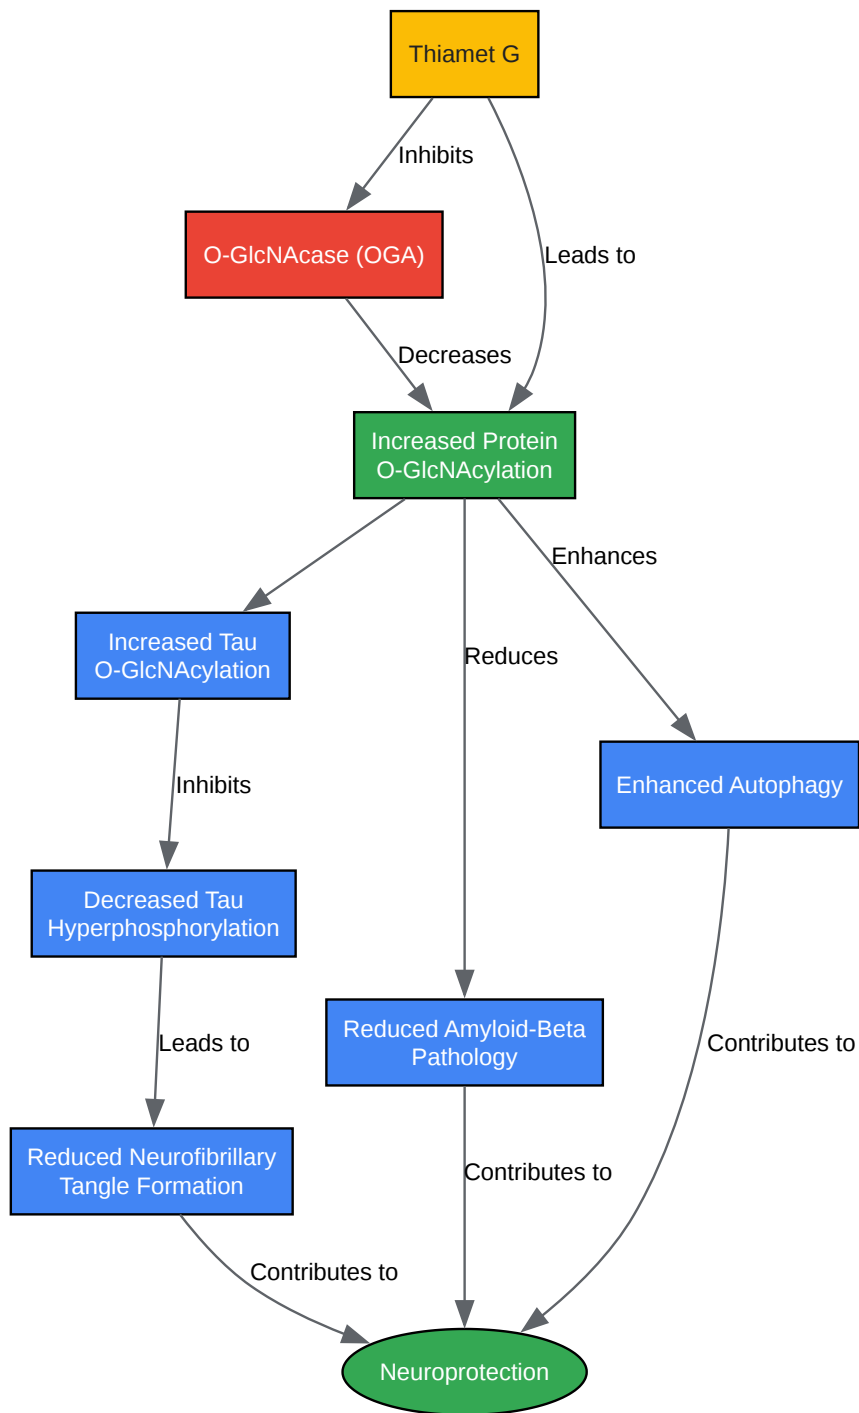 Thiamet G
Inhibits
O-GlcNAcase (OGA)
Leads to
Decreases
Increased Protein
O-GlcNAcylation
Enhances
Increased Tau
O-GlcNAcylation
Reduces
Inhibits
Enhanced Autophagy
Decreased Tau
Hyperphosphorylation
Leads to
Reduced Amyloid-Beta
Pathology
Contributes to
Reduced Neurofibrillary
Tangle Formation
Contributes to
Contributes to
Neuroprotection